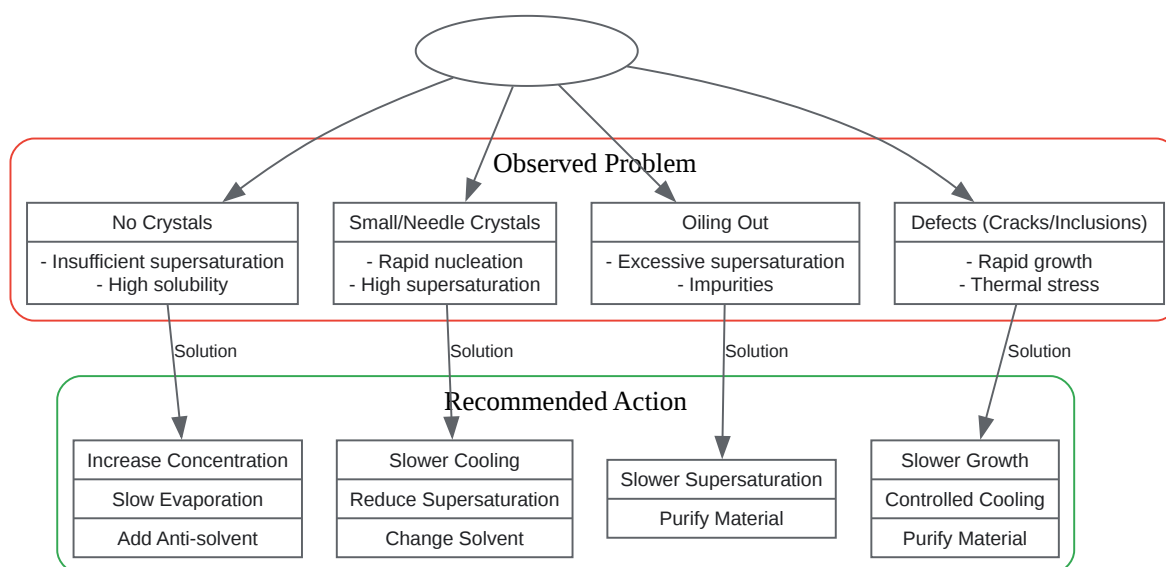 Observed Problem
No Crystals
- Insufficient supersaturation
- High solubility
Small/Needle Crystals
- Rapid nucleation
- High supersaturation
Oiling Out
- Excessive supersaturation
- Impurities
Defects (Cracks/Inclusions)
- Rapid growth
- Thermal stress
Solution
Solution
Solution
Solution
Recommended Action
Increase Concentration
Slow Evaporation
Add Anti-solvent
Slower Cooling
Reduce Supersaturation
Change Solvent
Slower Supersaturation
Purify Material
Slower Growth
Controlled Cooling
Purify Material